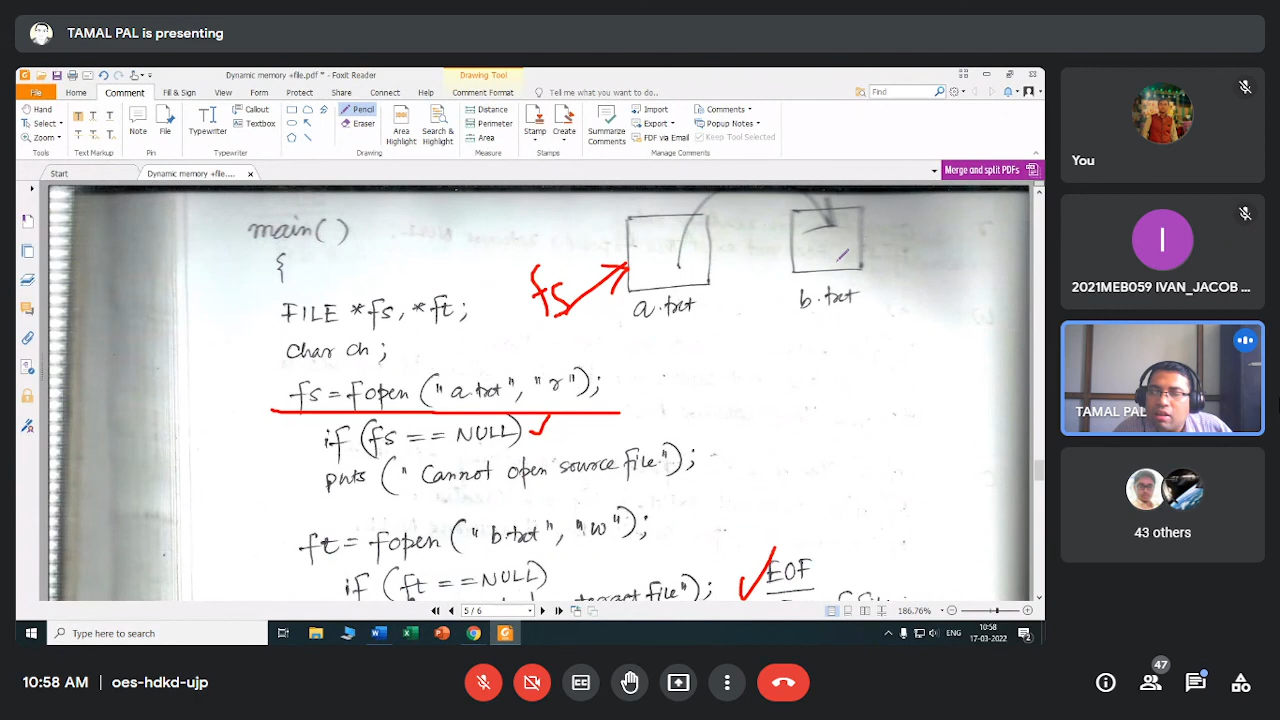 TAMAL PAL is presenting
Dynamic memory +file.pdf * - Foxit Reader
Drawing Tool
File
Home
Comment
Fill & Sign
View
Form
Protect
Share
Connect
Help
Comment Format
Tell me what you want to do..
Find
Hand
Select
Zoom
Tools
Text Markup
Note
File
Pin
Typewriter
Callout
Textbox
Typewriter
Pencil
Eraser
Drawing
Area Highlight
Search & Highlight
Distance
Perimeter
Area
Measure
Stamp
Create
Stamps
Summarize Comments
Import
Export
FDF via Email
Comments
Popup Notes
Keep Tool Selected
Manage Comments
Start
Dynamic memory +file....
Merge and split PDFs
main()
{
fs
a.txt
b.txt
FILE *fs, *ft;
char ch;
fs = fopen ("a.txt", "r");
if (fs == NULL)
puts ("Cannot open source file");
ft = fopen ("b.txt", "w");
if (ft == NULL)
target file");
EOF
5 / 6
186.76%
Type here to search
ENG
10:58
17-03-2022
2
You
I
2021MEB059 IVAN_JACOB ...
TAMAL PAL
43 others
10:58 AM | oes-hdkd-ujp
47